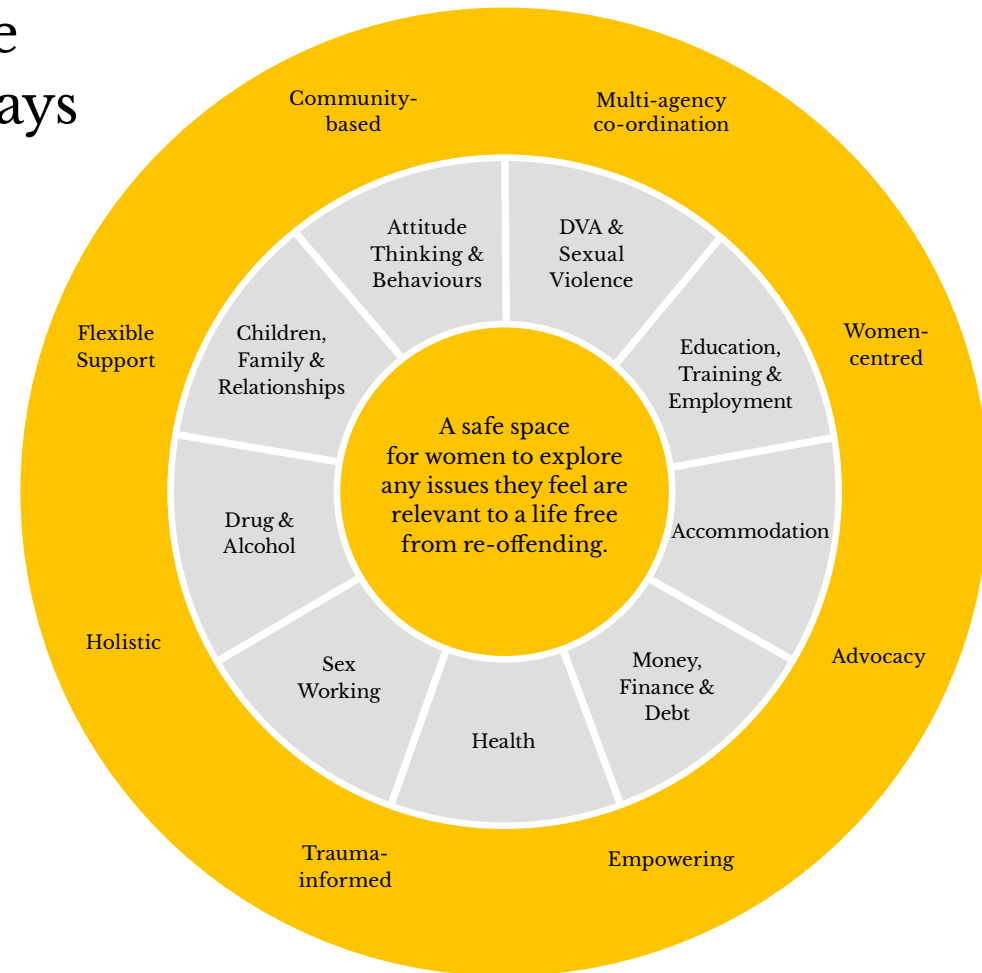 e
ays
Community-
based
Multi-agency
co-ordination
Attitude
Thinking &
Behaviours
DVA &
Sexual
Violence
Flexible
Support
Children,
Family &
Relationships
Education,
Training &
Employment
Women-
centred
A safe space
for women to explore
any issues they feel are
relevant to a life free
from re-offending.
Drug &
Alcohol
Accommodation
Holistic
Sex
Working
Money,
Finance &
Debt
Advocacy
Health
Trauma-
informed
Empowering